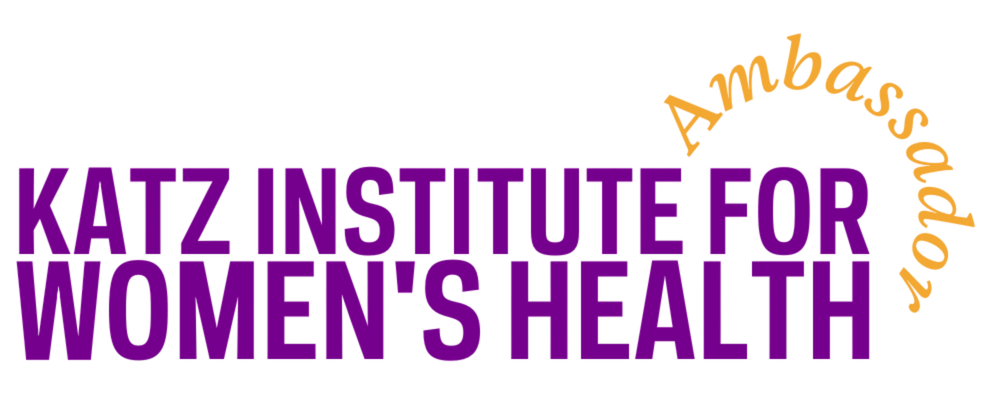 Ambassador
KATZ INSTITUTE FOR
WOMEN'S HEALTH